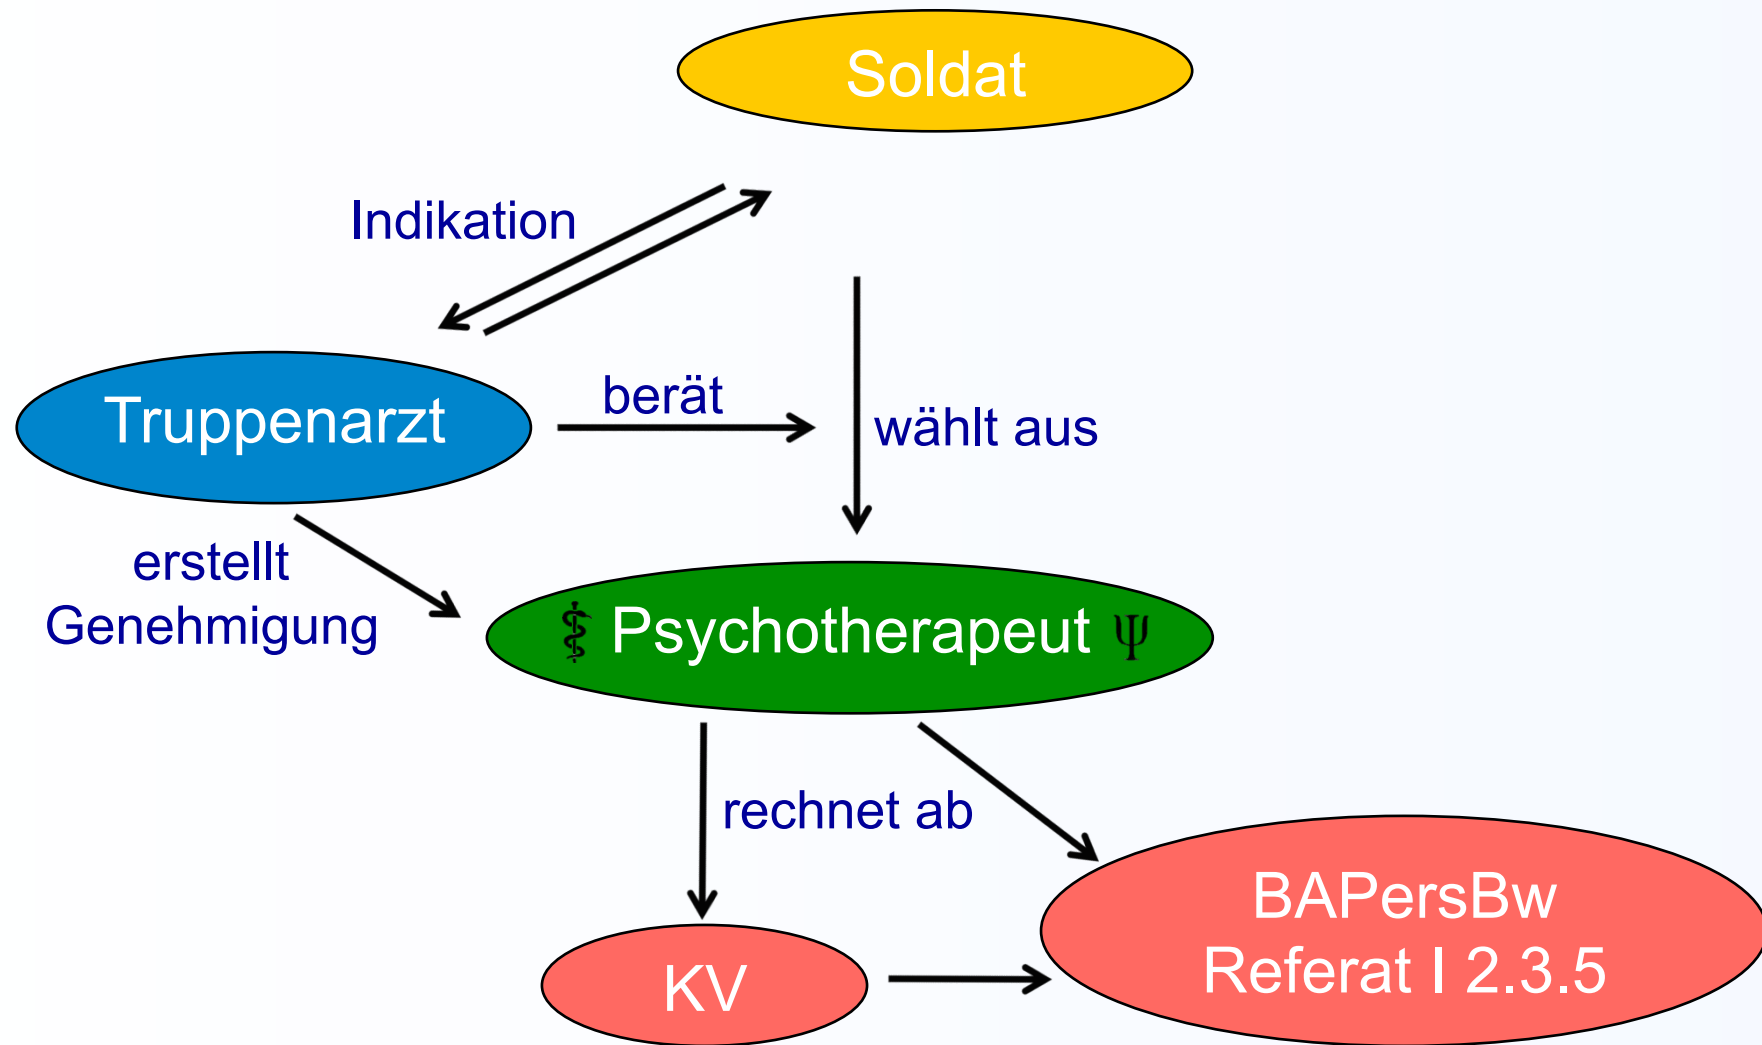 Soldat
Indikation
berät
Truppenarzt
wählt aus
erstellt
Genehmigung
Psychotherapeut Ψ
rechnet ab
BAPersBw
Referat I 2.3.5
KV